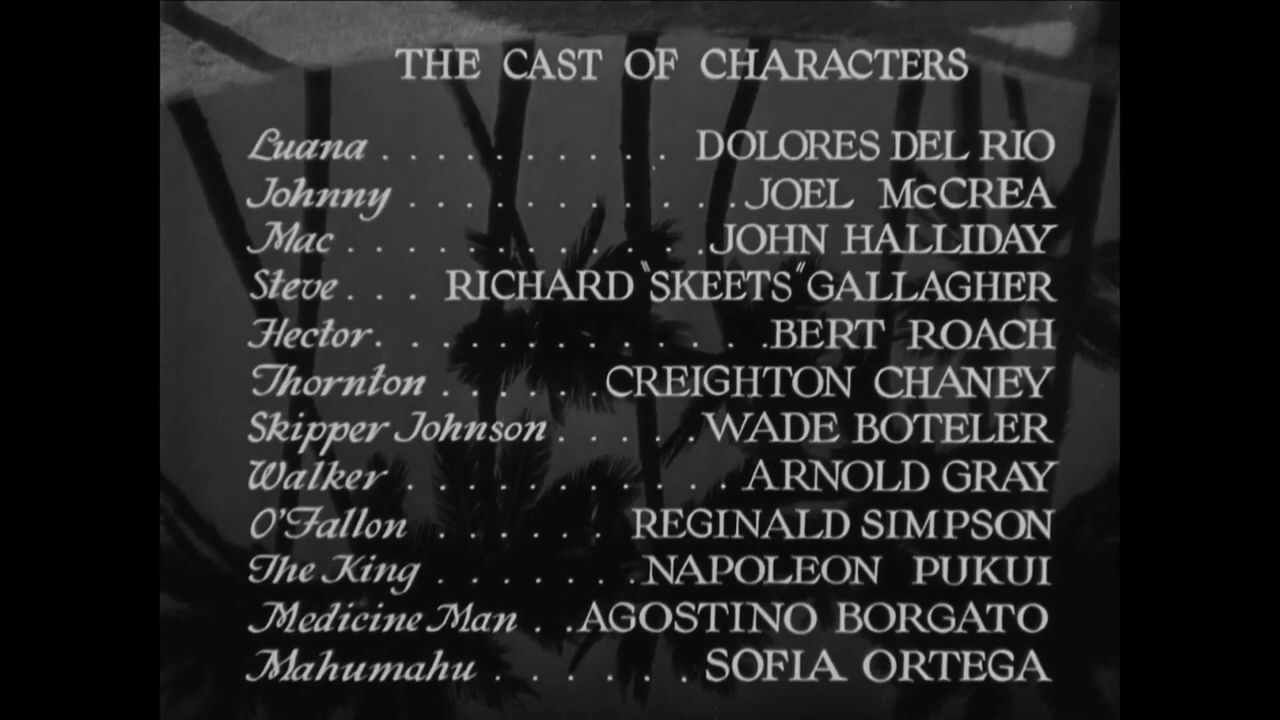 THE CAST OF CHARACTERS
Luana . . . . . . . . . . DOLORES DEL RIO
Johnny . . . . . . . . . . . JOEL McCREA
Mac . . . . . . . . . . . . JOHN HALLIDAY
Steve . . . RICHARD "SKEETS" GALLAGHER
Hector . . . . . . . . . . . . . BERT ROACH
Thornton . . . . . . CREIGHTON CHANEY
Skipper Johnson . . . . . WADE BOTELER
Walker . . . . . . . . . . . ARNOLD GRAY
O'Fallon . . . . . . REGINALD SIMPSON
The King . . . . . . . NAPOLEON PUKUI
Medicine Man . . AGOSTINO BORGATO
Mahumahu . . . . . . SOFIA ORTEGA